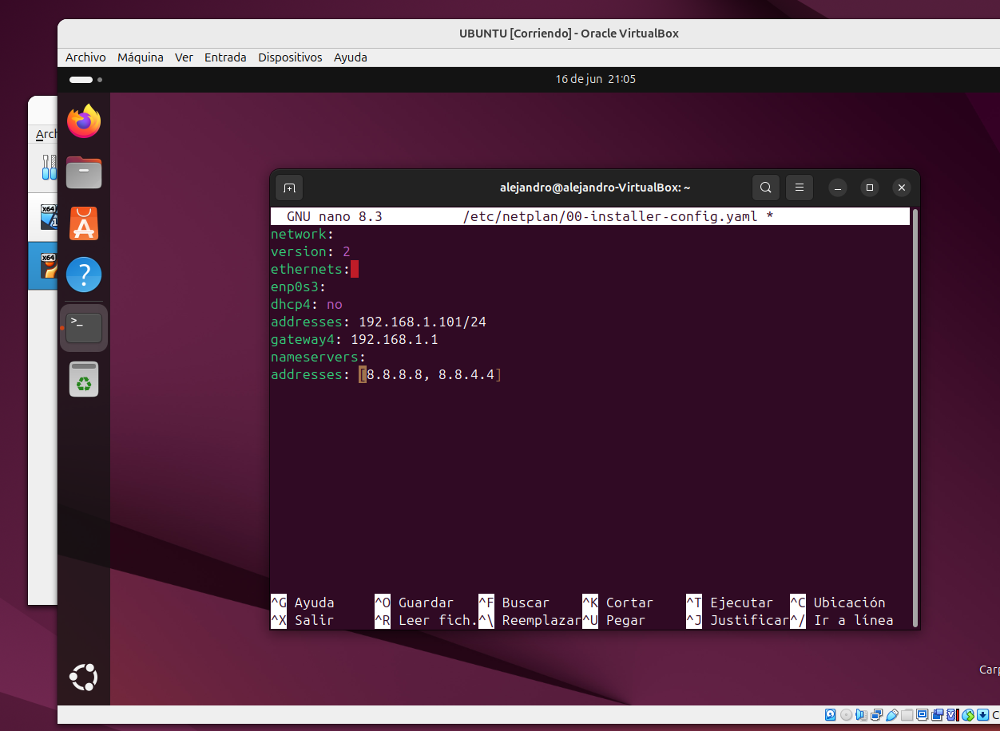 UBUNTU [Corriendo] - Oracle VirtualBox
Archivo Máquina Ver Entrada Dispositivos Ayuda
16 de jun 21:05
Arch
x64
x64
alejandro@alejandro-VirtualBox: ~
GNU nano 8.3 /etc/netplan/00-installer-config.yaml *
network:
version: 2
ethernets:
enp0s3:
dhcp4: no
addresses: 192.168.1.101/24
gateway4: 192.168.1.1
nameservers:
addresses: [8.8.8.8, 8.8.4.4]
^G Ayuda ^O Guardar ^F Buscar ^K Cortar ^T Ejecutar ^C Ubicación
^X Salir ^R Leer fich. ^\ Reemplazar ^U Pegar ^J Justificar ^/ Ir a línea
Carp
C